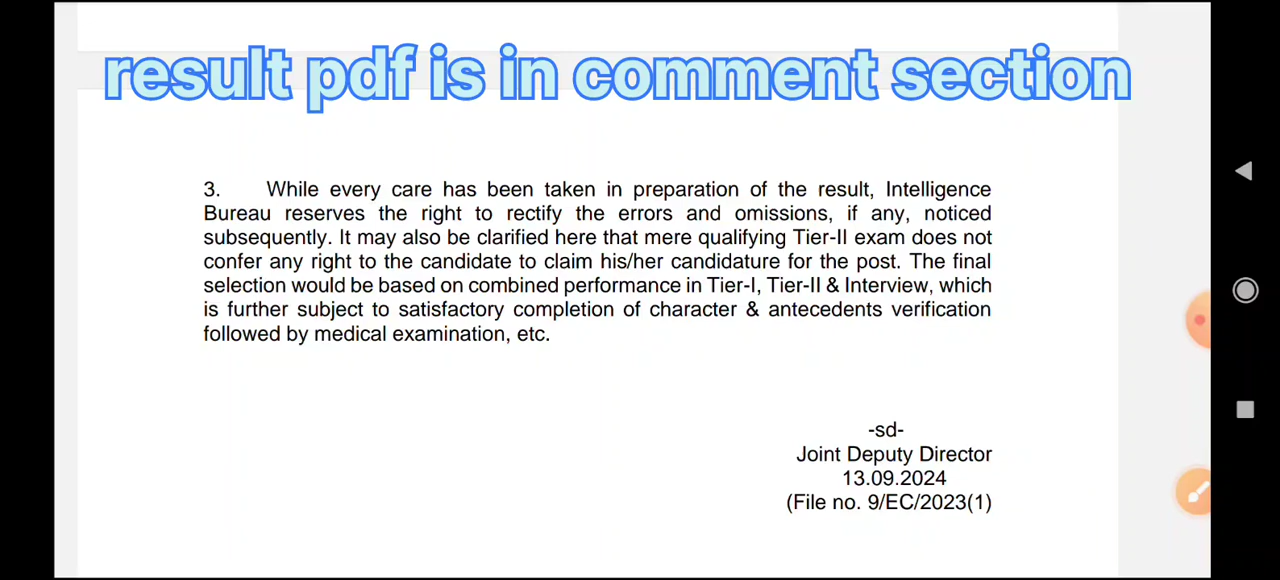 result pdf is in comment section
3. While every care has been taken in preparation of the result, Intelligence
Bureau reserves the right to rectify the errors and omissions, if any, noticed
subsequently. It may also be clarified here that mere qualifying Tier-II exam does not
confer any right to the candidate to claim his/her candidature for the post. The final
selection would be based on combined performance in Tier-I, Tier-II & Interview, which
is further subject to satisfactory completion of character & antecedents verification
followed by medical examination, etc.
-sd-
Joint Deputy Director
13.09.2024
(File no. 9/EC/2023(1)